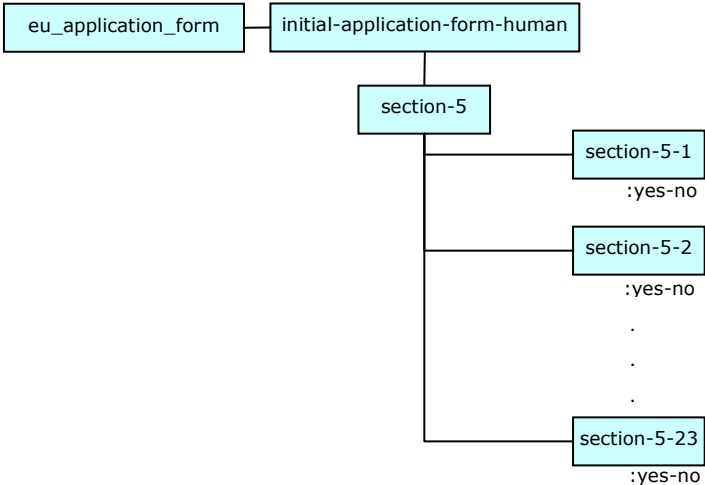 eu_application_form
initial-application-form-human
section-5
section-5-1
:yes-no
section-5-2
:yes-no
.
.
.
section-5-23
:yes-no